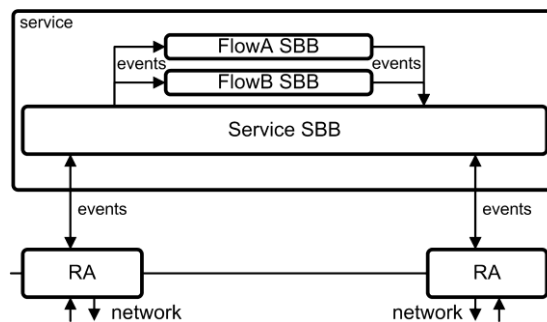 service
FlowA SBB
events
events
FlowB SBB
Service SBB
events
events
RA
RA
network
network